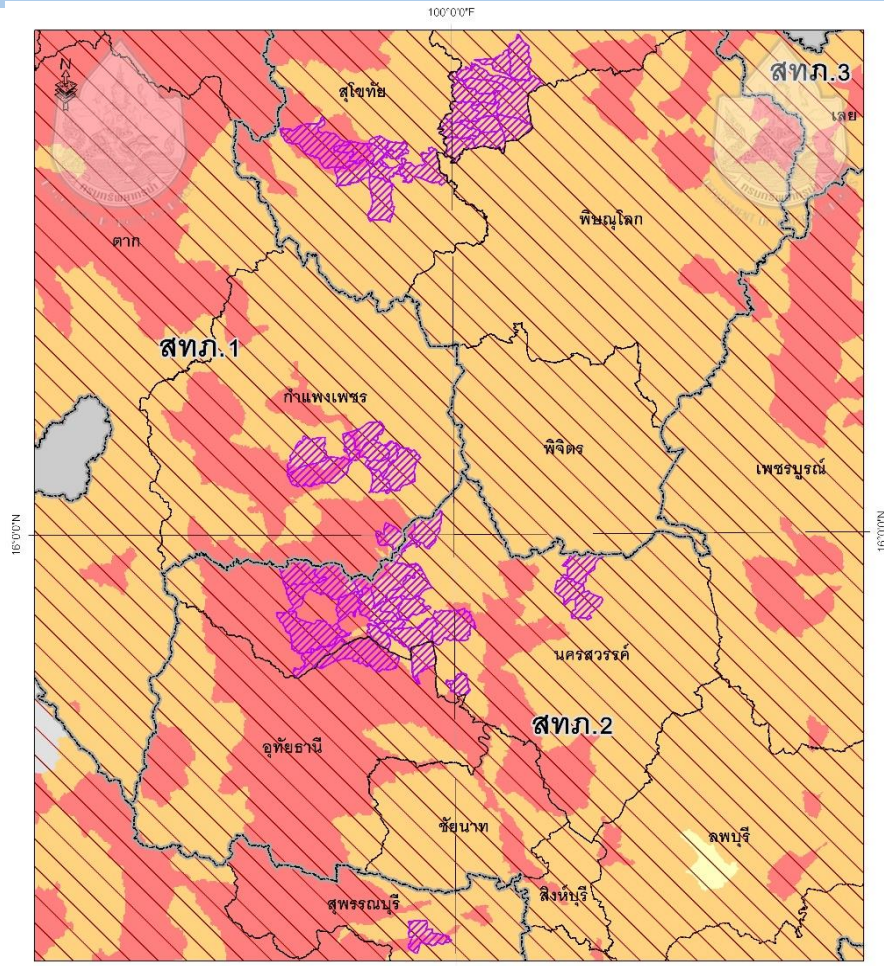 100°0'0"E
N
สุโขทัย
สทภ.3
เลย
ตาก
พิษณุโลก
สทภ.1
กำแพงเพชร
พิจิตร
เพชรบูรณ์
16°0'0"N
16°0'0"N
นครสวรรค์
สทภ.2
อุทัยธานี
ชัยนาท
ลพบุรี
สุพรรณบุรี
สิงห์บุรี